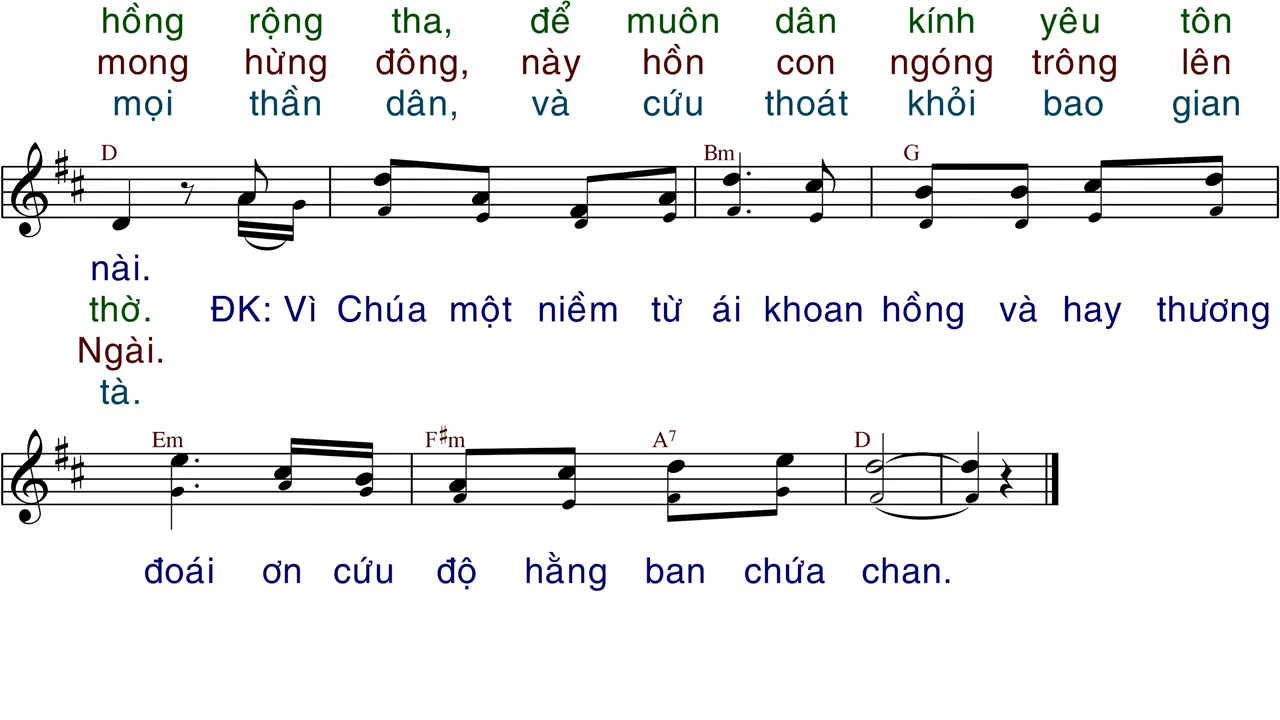 hồng rộng tha, để muôn dân kính yêu tôn
mong hừng đông, này hồn con ngóng trông lên
mọi thần dân, và cứu thoát khỏi bao gian
D Bm G
nài.
thờ. ĐK: Vì Chúa một niềm từ ái khoan hồng và hay thương
Ngài.
tà.
Em F#m A7 D
đoái ơn cứu độ hằng ban chứa chan.